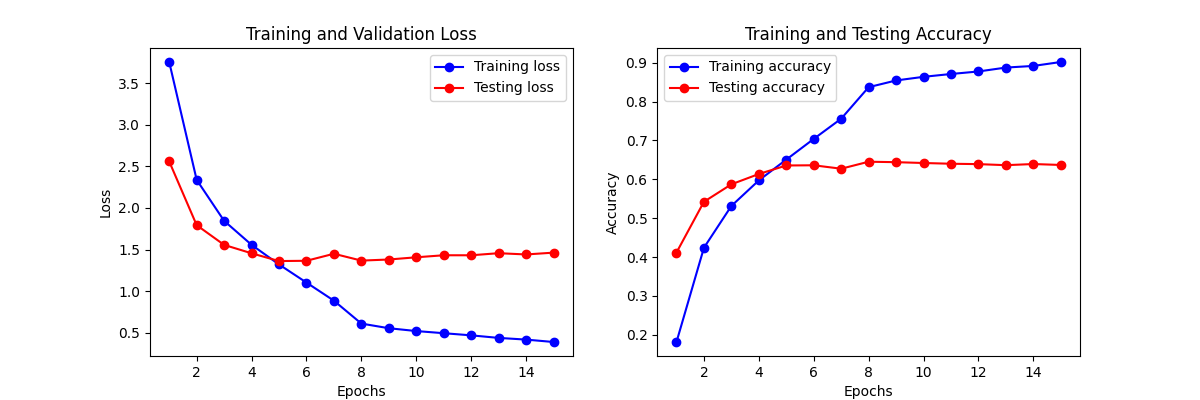 Training and Validation Loss
Training loss
Testing loss
3.5
3.0
2.5
2.0
1.5
1.0
0.5
Loss
2 4 6 8 10 12 14
Epochs
Training and Testing Accuracy
Training accuracy
Testing accuracy
0.9
0.8
0.7
0.6
0.5
0.4
0.3
0.2
Accuracy
2 4 6 8 10 12 14
Epochs